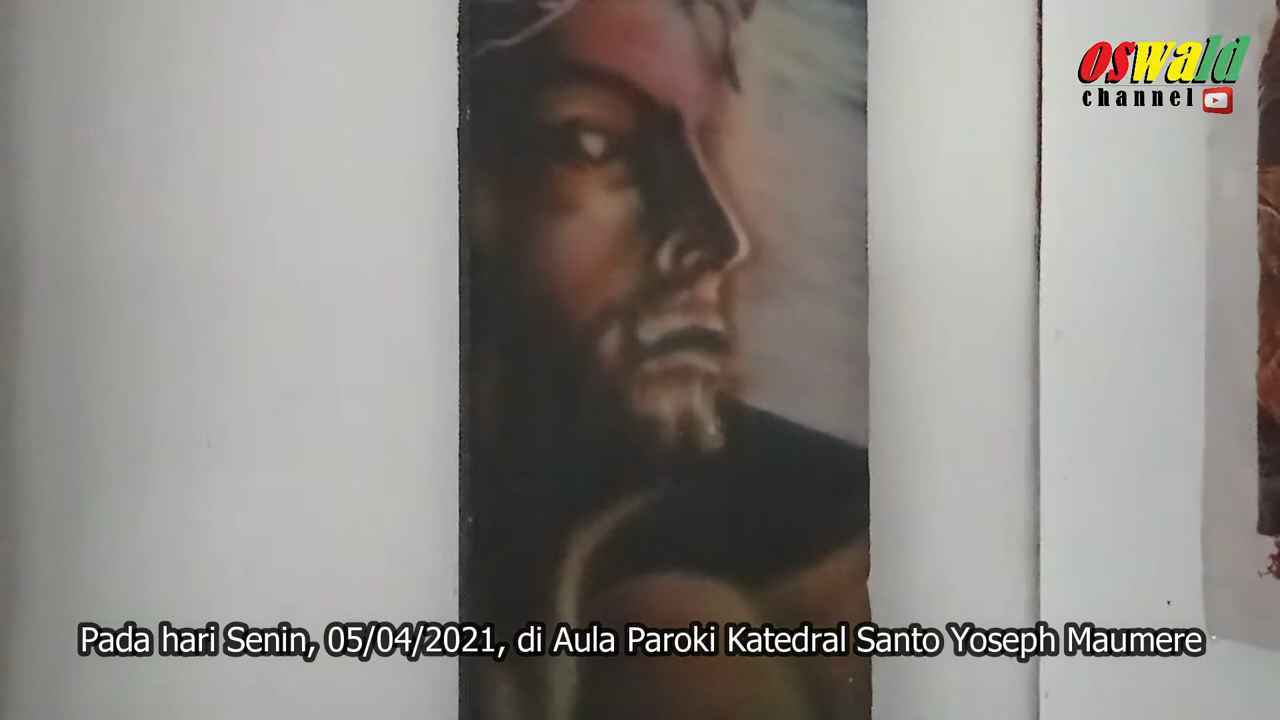 oswald
channel
Pada hari Senin, 05/04/2021, di Aula Paroki Katedral Santo Yoseph Maumere